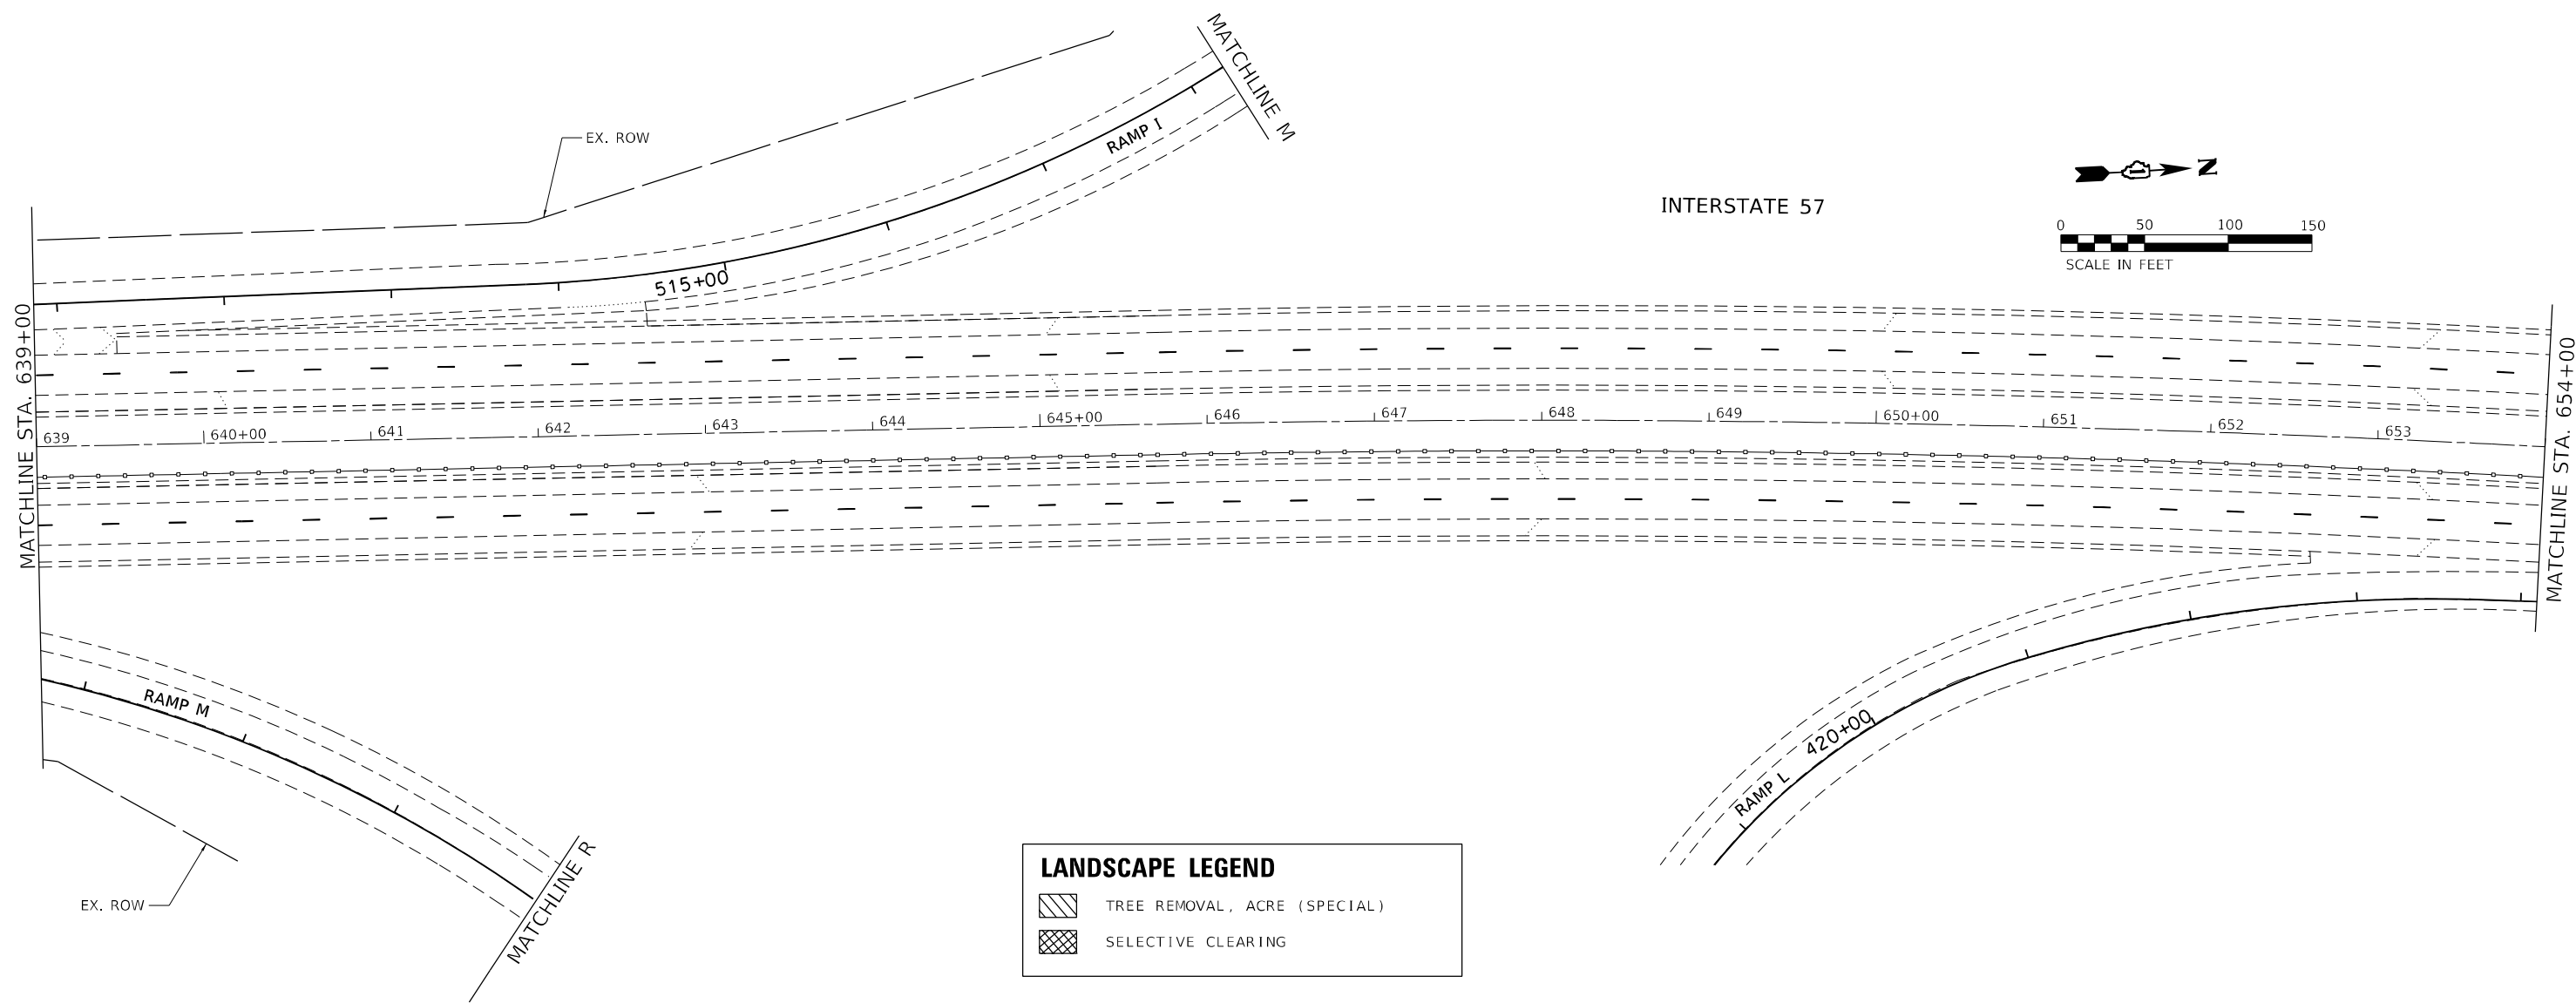 MATCHLINE M
EX. ROW
RAMP I
N
INTERSTATE 57
0 50 100 150
SCALE IN FEET
515+00
MATCHLINE STA. 639+00
MATCHLINE STA. 654+00
639 640+00 641 642 643 644 645+00 646 647 648 649 650+00 651 652 653
RAMP M
420+00
RAMP L
EX. ROW
MATCHLINE R
LANDSCAPE LEGEND
TREE REMOVAL, ACRE (SPECIAL)
SELECTIVE CLEARING